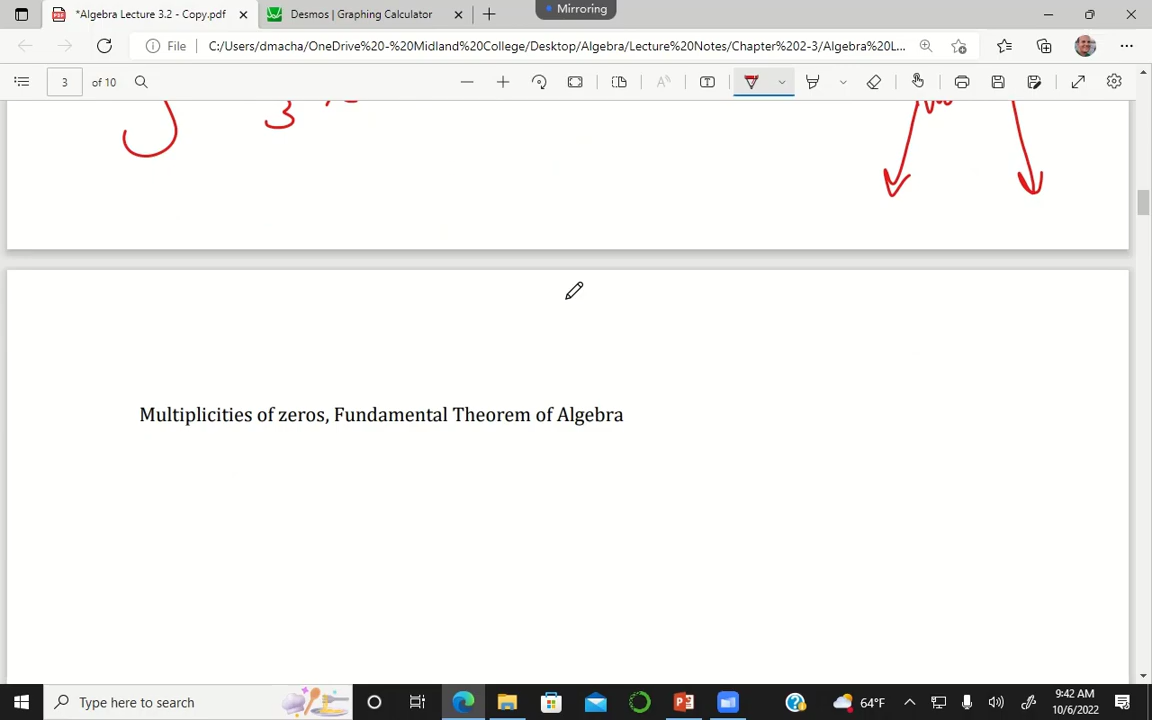 Mirroring
*Algebra Lecture 3.2 - Copy.pdf
Desmos | Graphing Calculator
File
C:/Users/dmacha/OneDrive%20-%20Midland%20College/Desktop/Algebra/Lecture%20Notes/Chapter%202-3/Algebra%20L...
3 of 10
3
Multiplicities of zeros, Fundamental Theorem of Algebra
Type here to search
64°F
9:42 AM
10/6/2022